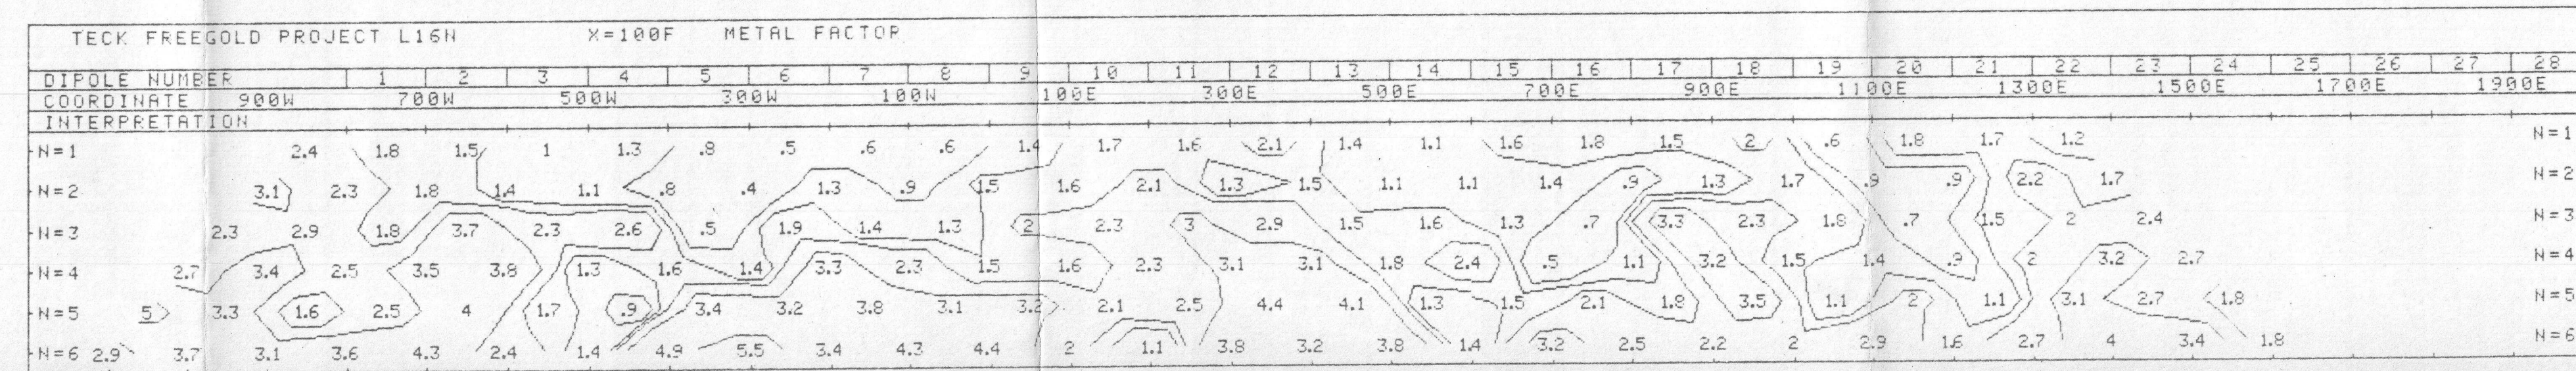 TECK FREEGOLD PROJECT L16N X=100F METAL FACTOR
DIPOLE NUMBER 1 2 3 4 5 6 7 8 9 10 11 12 13 14 15 16 17 18 19 20 21 22 23 24 25 26 27 28
COORDINATE 900W 700W 500W 300W 100W 100E 300E 500E 700E 900E 1100E 1300E 1500E 1700E 1900E
INTERPRETATION
N=1 2.4 1.8 1.5 1 1.3 .8 .5 .6 .6 1.4 1.7 1.6 2.1 1.4 1.1 1.6 1.8 1.5 2 .6 1.8 1.7 1.2 N=1
N=2 3.1 2.3 1.8 1.4 1.1 .8 .4 1.3 .9 1.5 1.6 2.1 1.3 1.5 1.1 1.1 1.4 .9 1.3 1.7 .9 .9 2.2 1.7 N=2
N=3 2.3 2.9 1.8 3.7 2.3 2.6 .5 1.9 1.4 1.3 2 2.3 3 2.9 1.5 1.6 1.3 .7 3.3 2.3 1.8 .7 1.5 2 2.4 N=3
N=4 2.7 3.4 2.5 3.5 3.8 1.3 1.6 1.4 3.3 2.3 1.5 1.6 2.3 3.1 3.1 1.8 2.4 .5 1.1 3.2 1.5 1.4 .9 2 3.2 2.7 N=4
N=5 5 3.3 1.6 2.5 4 1.7 .9 3.4 3.2 3.8 3.1 3.2 2.1 2.5 4.4 4.1 1.3 1.5 2.1 1.8 3.5 1.1 2 1.1 3.1 2.7 1.8 N=5
N=6 2.9 3.7 3.1 3.6 4.3 2.4 1.4 4.9 5.5 3.4 4.3 4.4 2 1.1 3.8 3.2 3.8 1.4 3.2 2.5 2.2 2 2.9 1.6 2.7 4 3.4 1.8 N=6